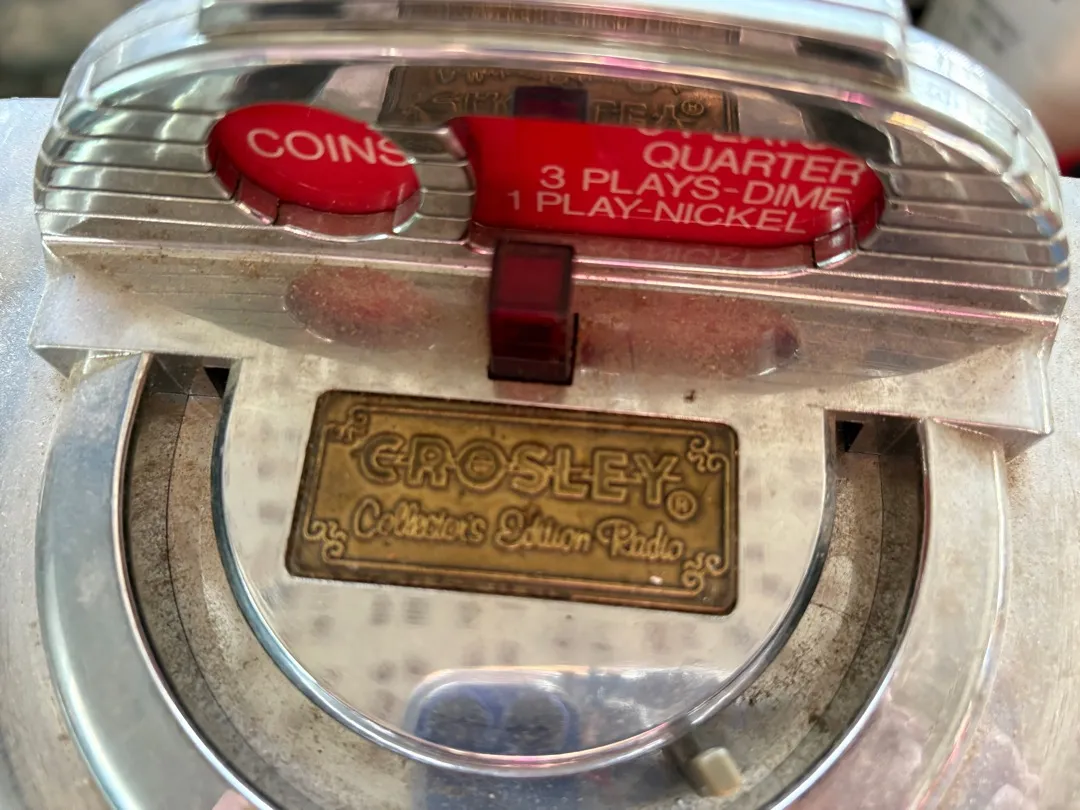 COINS
QUARTER
3 PLAYS-DIME
1 PLAY-NICKEL
CROSLEY®
Collector's Edition Radio